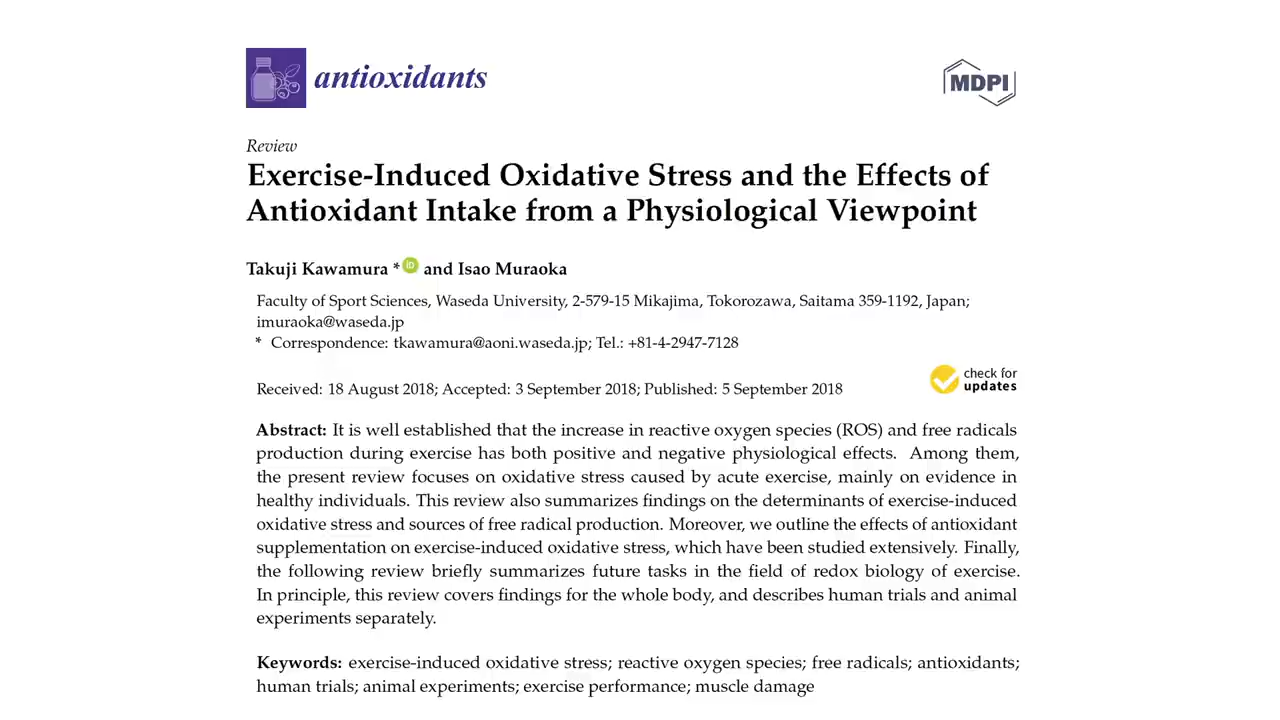 antioxidants
MDPI
Review
Exercise-Induced Oxidative Stress and the Effects of
Antioxidant Intake from a Physiological Viewpoint
Takuji Kawamura * iD and Isao Muraoka
Faculty of Sport Sciences, Waseda University, 2-579-15 Mikajima, Tokorozawa, Saitama 359-1192, Japan;
imuraoka@waseda.jp
* Correspondence: tkawamura@aoni.waseda.jp; Tel.: +81-4-2947-7128
Received: 18 August 2018; Accepted: 3 September 2018; Published: 5 September 2018
check for
updates
Abstract: It is well established that the increase in reactive oxygen species (ROS) and free radicals
production during exercise has both positive and negative physiological effects. Among them,
the present review focuses on oxidative stress caused by acute exercise, mainly on evidence in
healthy individuals. This review also summarizes findings on the determinants of exercise-induced
oxidative stress and sources of free radical production. Moreover, we outline the effects of antioxidant
supplementation on exercise-induced oxidative stress, which have been studied extensively. Finally,
the following review briefly summarizes future tasks in the field of redox biology of exercise.
In principle, this review covers findings for the whole body, and describes human trials and animal
experiments separately.
Keywords: exercise-induced oxidative stress; reactive oxygen species; free radicals; antioxidants;
human trials; animal experiments; exercise performance; muscle damage